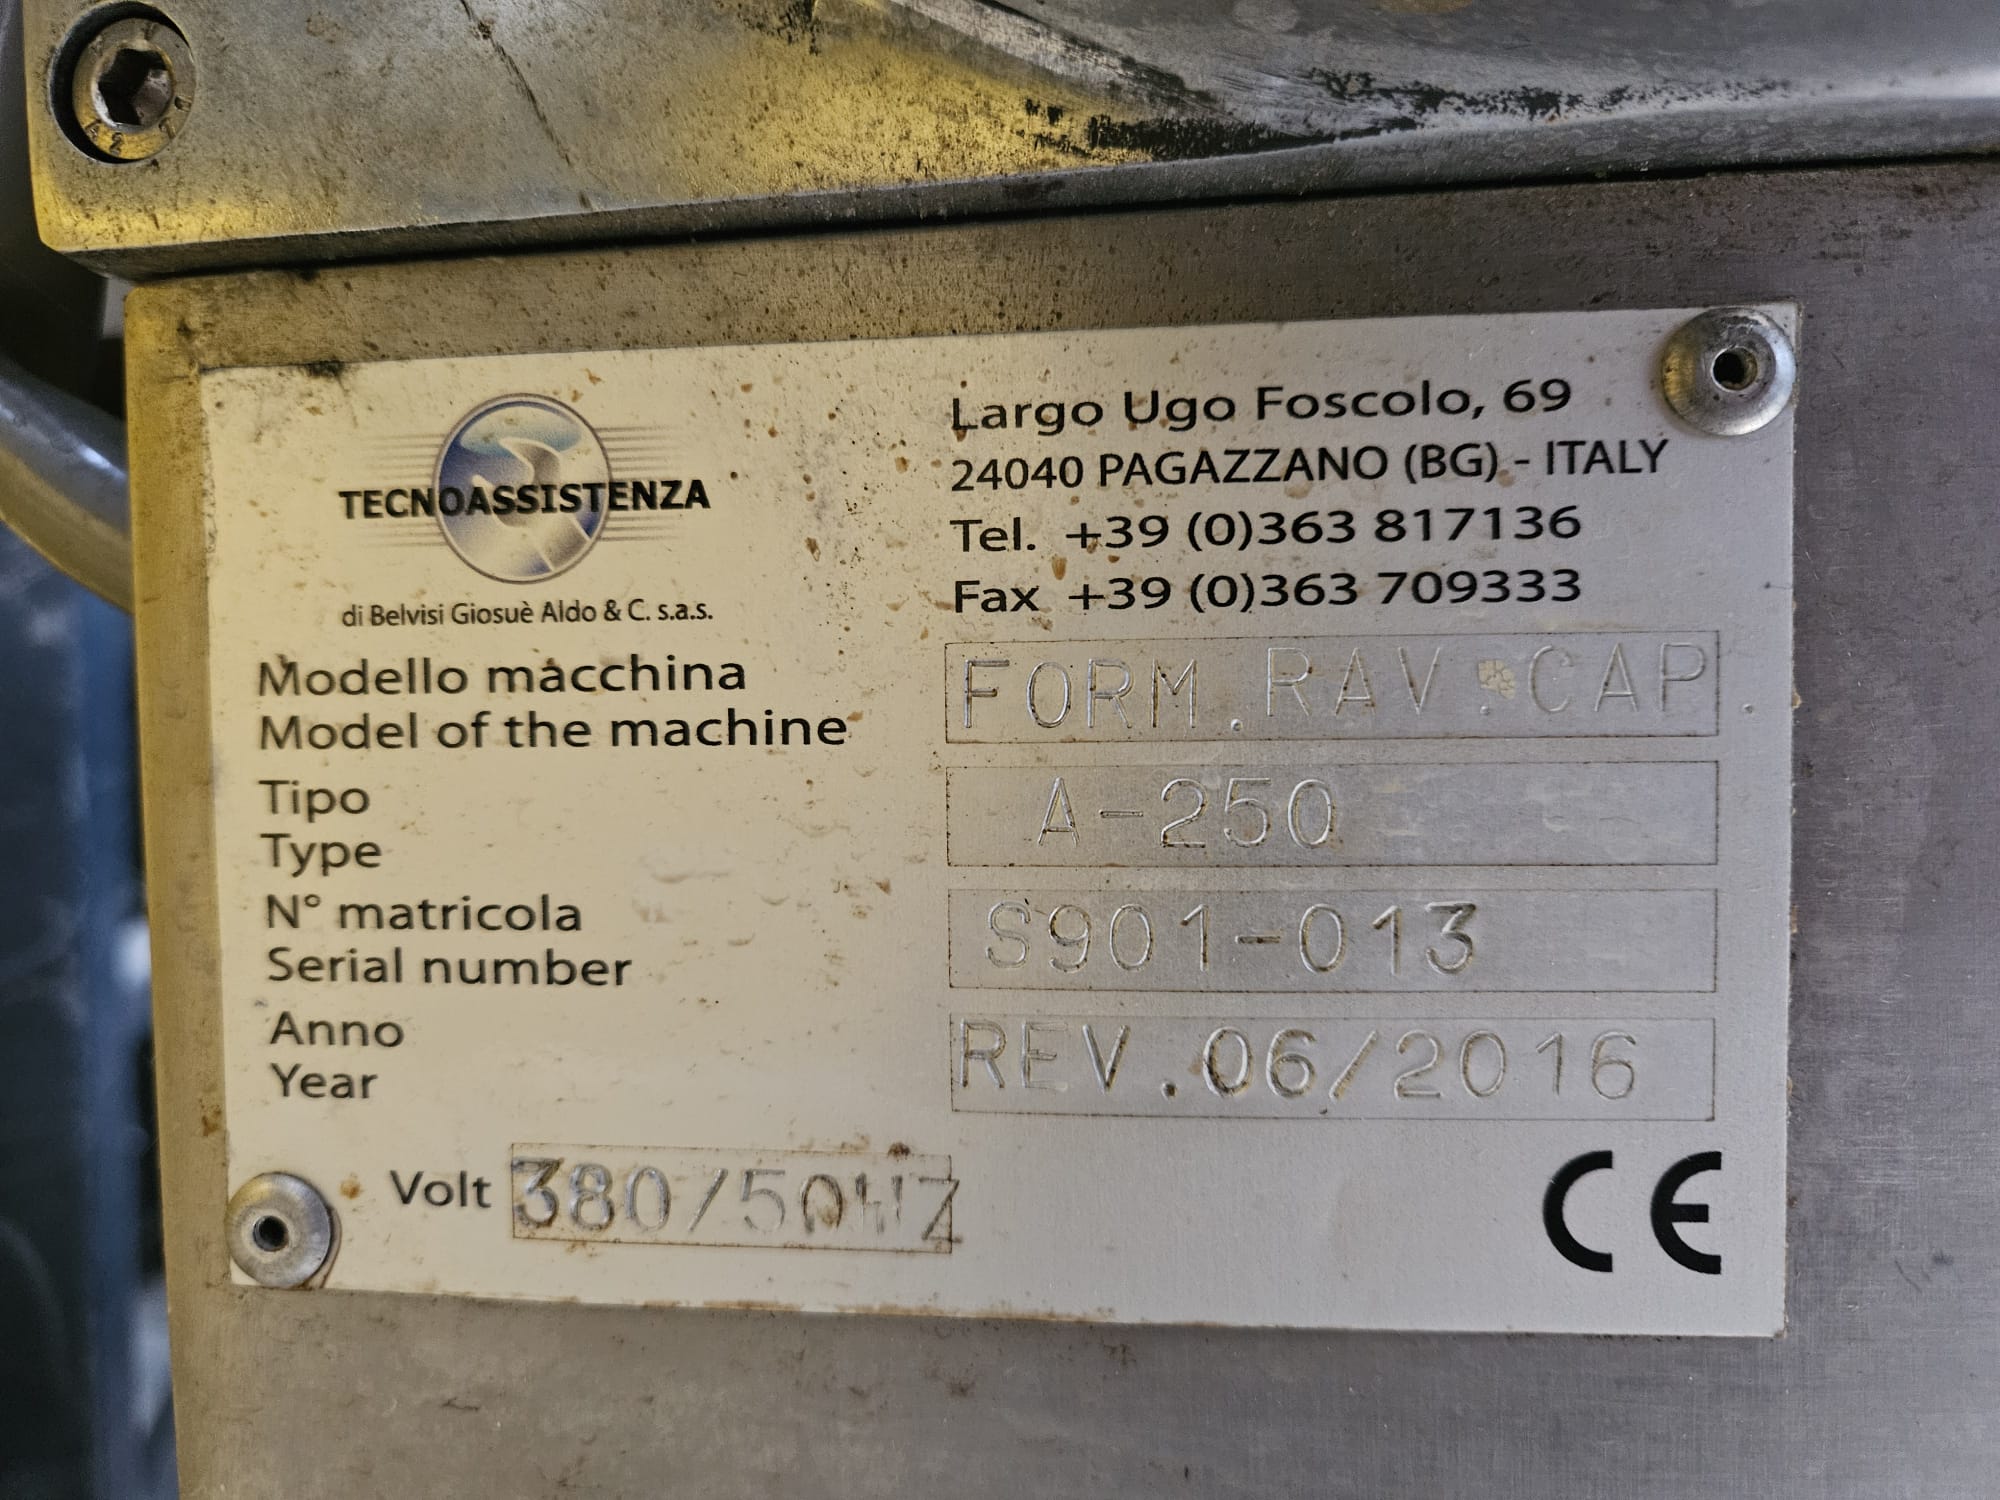 TECNOASSISTENZA
di Belvisi Giosuè Aldo & C. s.a.s.
Largo Ugo Foscolo, 69
24040 PAGAZZANO (BG) - ITALY
Tel. +39 (0)363 817136
Fax +39 (0)363 709333
Modello macchina
Model of the machine
FORM.RAV.CAP.
Tipo
Type
A-250
N° matricola
Serial number
S901-013
Anno
Year
REV.06/2016
Volt 380/50HZ
CE